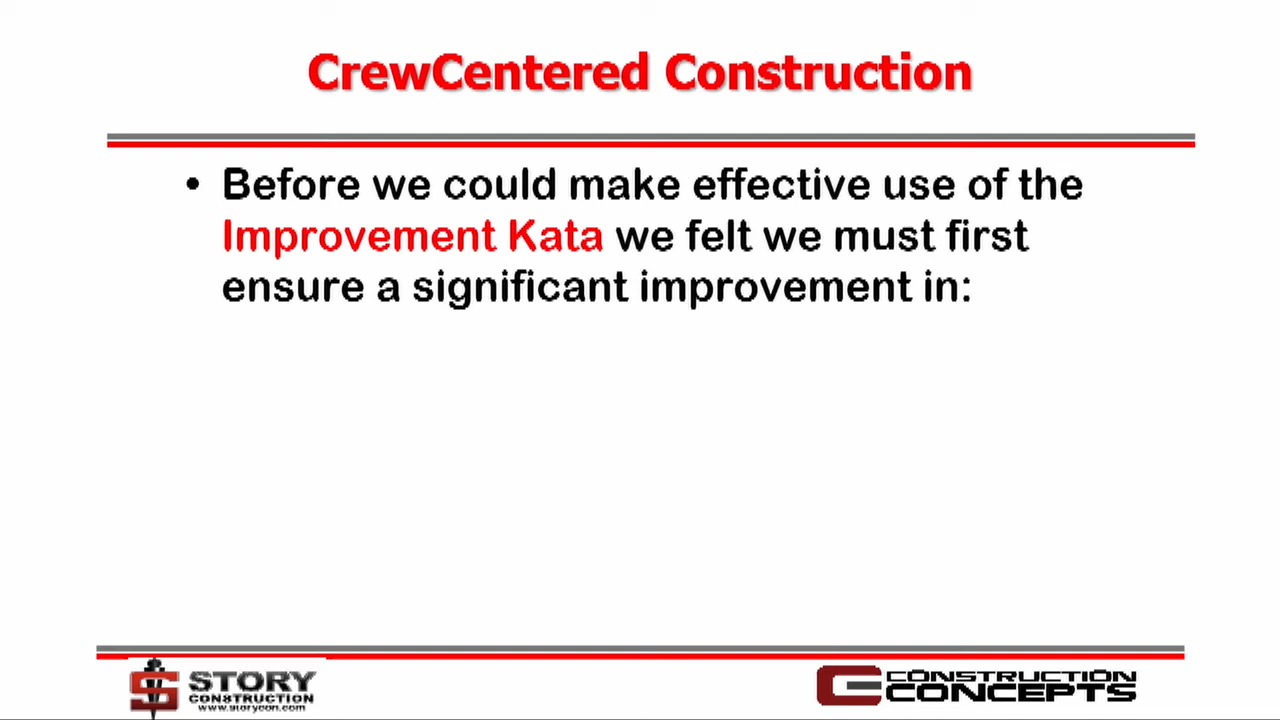 CrewCentered Construction
• Before we could make effective use of the
Improvement Kata we felt we must first
ensure a significant improvement in:
STORY
CONSTRUCTION
www.storycon.com
CONSTRUCTION
CONCEPTS